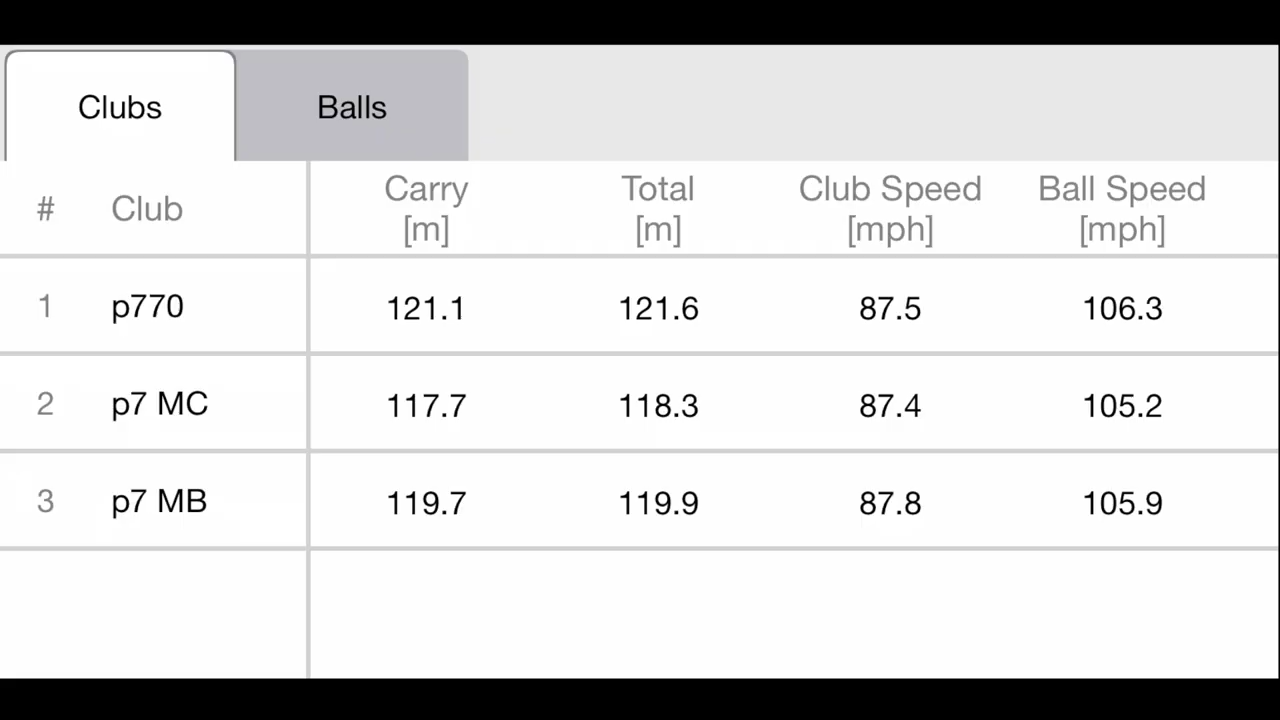 Clubs Balls
# Club Carry [m] Total [m] Club Speed [mph] Ball Speed [mph]
1 p770 121.1 121.6 87.5 106.3
2 p7 MC 117.7 118.3 87.4 105.2
3 p7 MB 119.7 119.9 87.8 105.9